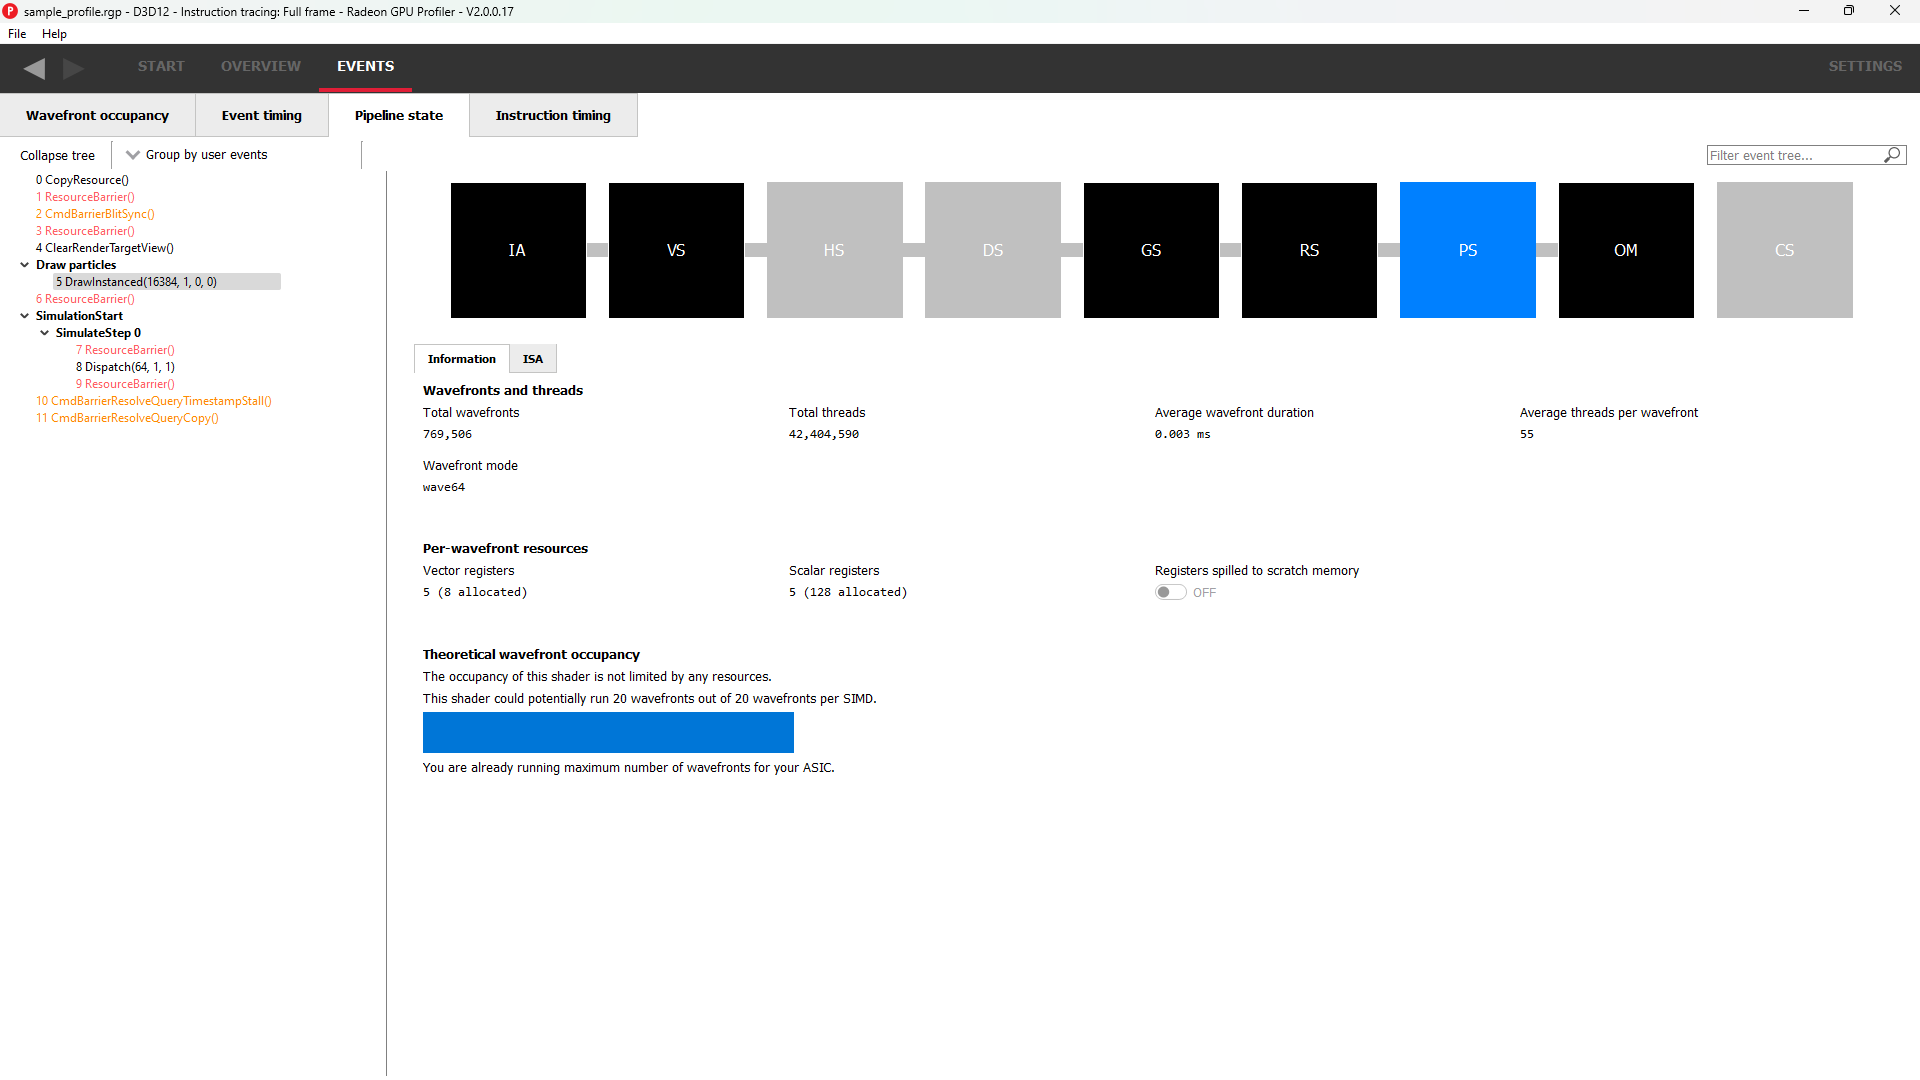 sample_profile.rgp - D3D12 - Instruction tracing: Full frame - Radeon GPU Profiler - V2.0.0.17
File Help
START OVERVIEW EVENTS SETTINGS
Wavefront occupancy Event timing Pipeline state Instruction timing
Collapse tree Group by user events Filter event tree...
0 CopyResource()
1 ResourceBarrier()
2 CmdBarrierBlitSync()
3 ResourceBarrier()
4 ClearRenderTargetView()
Draw particles
5 DrawInstanced(16384, 1, 0, 0)
6 ResourceBarrier()
SimulationStart
SimulateStep 0
7 ResourceBarrier()
8 Dispatch(64, 1, 1)
9 ResourceBarrier()
10 CmdBarrierResolveQueryTimestampStall()
11 CmdBarrierResolveQueryCopy()
IA VS HS DS GS RS PS OM CS
Information ISA
Wavefronts and threads
Total wavefronts Total threads Average wavefront duration Average threads per wavefront
769,506 42,404,590 0.003 ms 55
Wavefront mode
wave64
Per-wavefront resources
Vector registers Scalar registers Registers spilled to scratch memory
5 (8 allocated) 5 (128 allocated) OFF
Theoretical wavefront occupancy
The occupancy of this shader is not limited by any resources.
This shader could potentially run 20 wavefronts out of 20 wavefronts per SIMD.
You are already running maximum number of wavefronts for your ASIC.